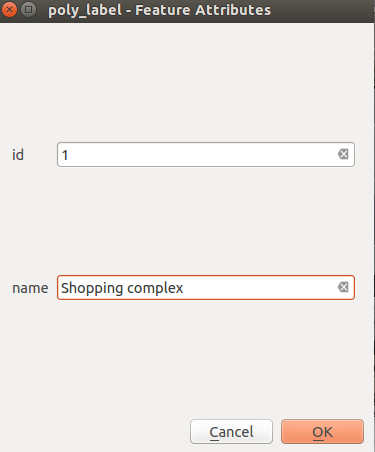 poly_label - Feature Attributes
id 1
name Shopping complex
Cancel OK